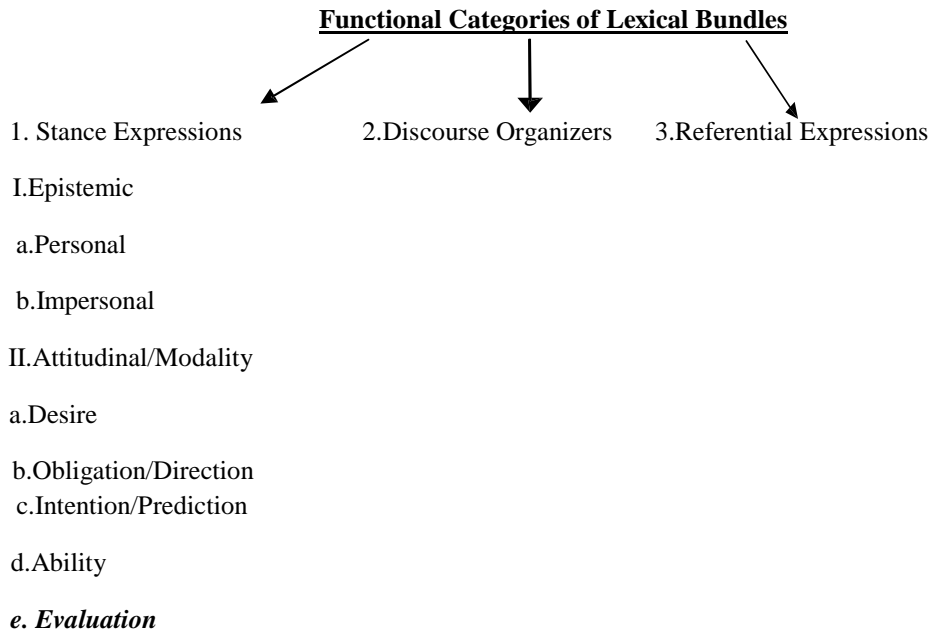 Functional Categories of Lexical Bundles
1. Stance Expressions 2.Discourse Organizers 3.Referential Expressions
I.Epistemic
a.Personal
b.Impersonal
II.Attitudinal/Modality
a.Desire
b.Obligation/Direction
c.Intention/Prediction
d.Ability
e. Evaluation